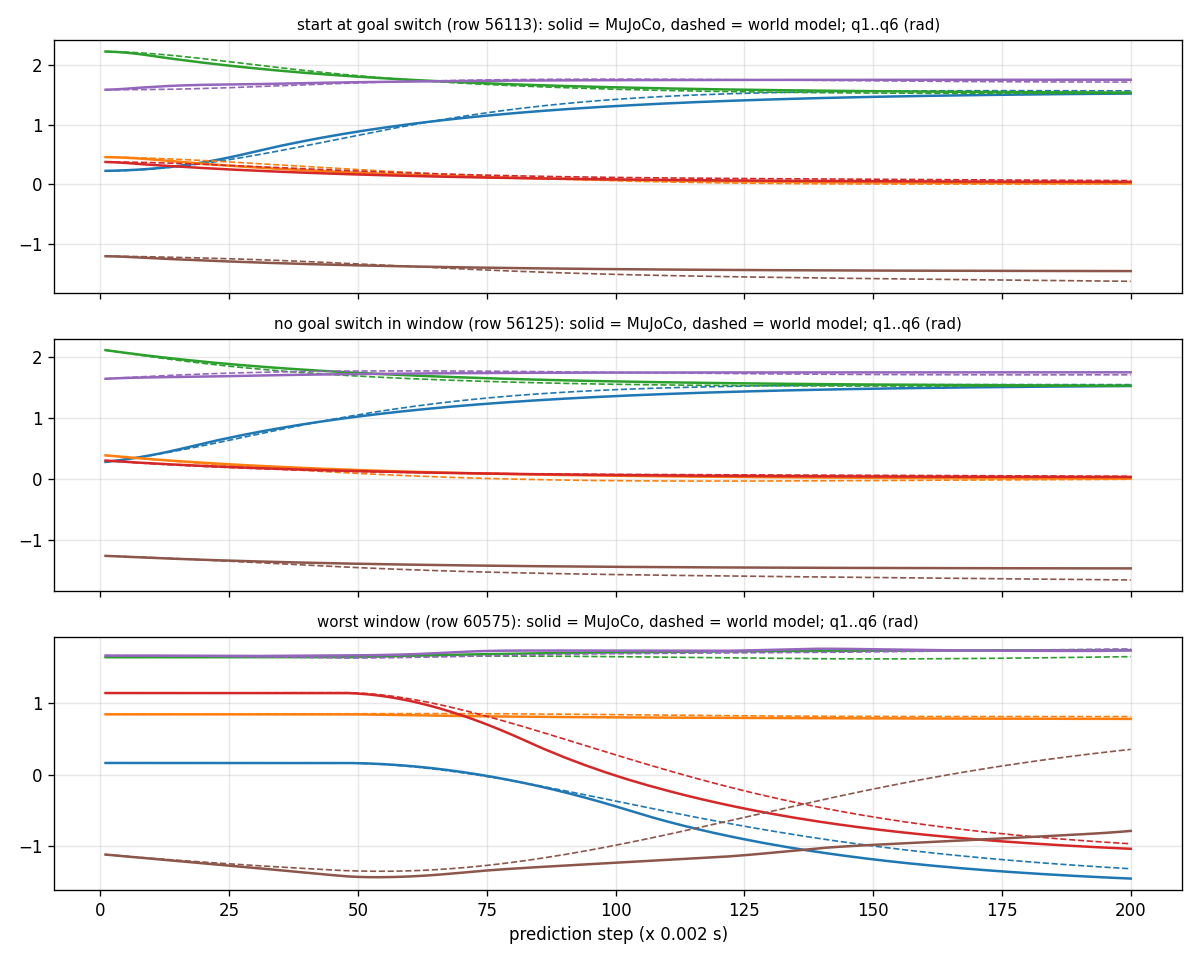 start at goal switch (row 56113): solid = MuJoCo, dashed = world model; q1..q6 (rad)
2
1
0
−1
no goal switch in window (row 56125): solid = MuJoCo, dashed = world model; q1..q6 (rad)
2
1
0
−1
worst window (row 60575): solid = MuJoCo, dashed = world model; q1..q6 (rad)
1
0
−1
0 25 50 75 100 125 150 175 200
prediction step (x 0.002 s)